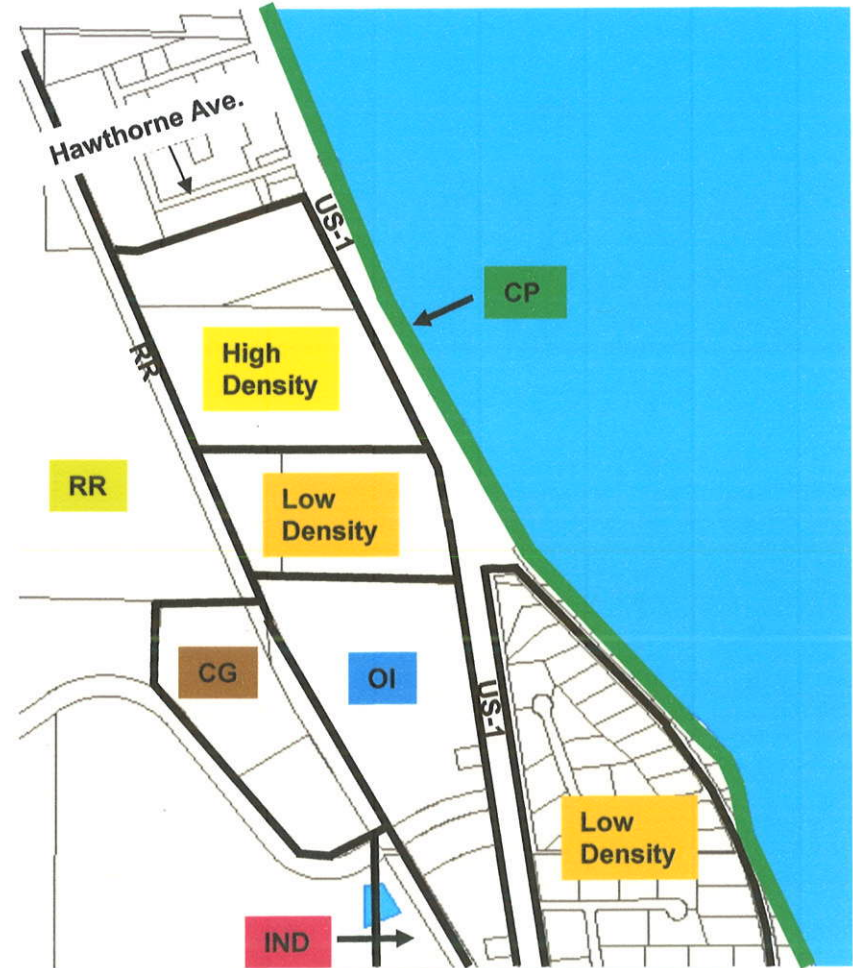 Hawthorne Ave.
US-1
CP
RR
High
Density
RR
Low
Density
CG
OI
US-1
Low
Density
IND